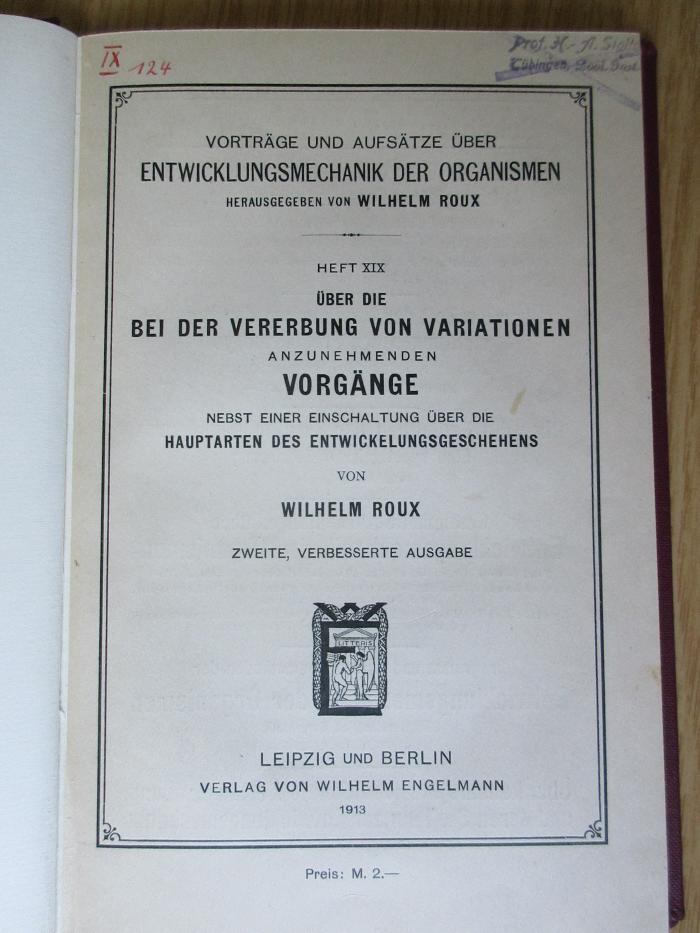 IX 124
Prof. H.-A.
Tübingen, Zool. Inst.
VORTRÄGE UND AUFSÄTZE ÜBER
ENTWICKLUNGSMECHANIK DER ORGANISMEN
HERAUSGEGEBEN VON WILHELM ROUX
HEFT XIX
ÜBER DIE
BEI DER VERERBUNG VON VARIATIONEN
ANZUNEHMENDEN
VORGÄNGE
NEBST EINER EINSCHALTUNG ÜBER DIE
HAUPTARTEN DES ENTWICKELUNGSGESCHEHENS
VON
WILHELM ROUX
ZWEITE, VERBESSERTE AUSGABE
LITTERIS
LEIPZIG UND BERLIN
VERLAG VON WILHELM ENGELMANN
1913
Preis: M. 2.—